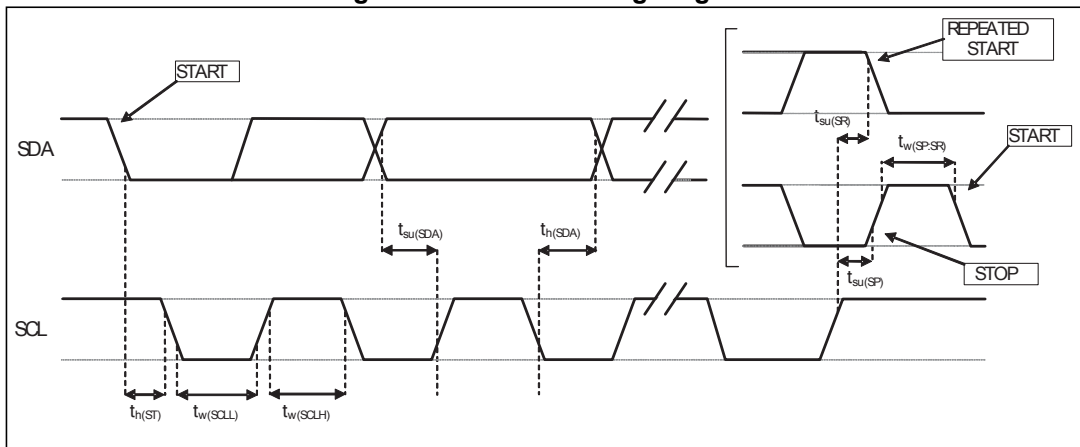 REPEATED
START
START
tsu(SR)
tw(SP:SR)
START
SDA
tsu(SDA)
th(SDA)
tsu(SP)
STOP
SCL
th(ST)
tw(SCLL)
tw(SCLH)